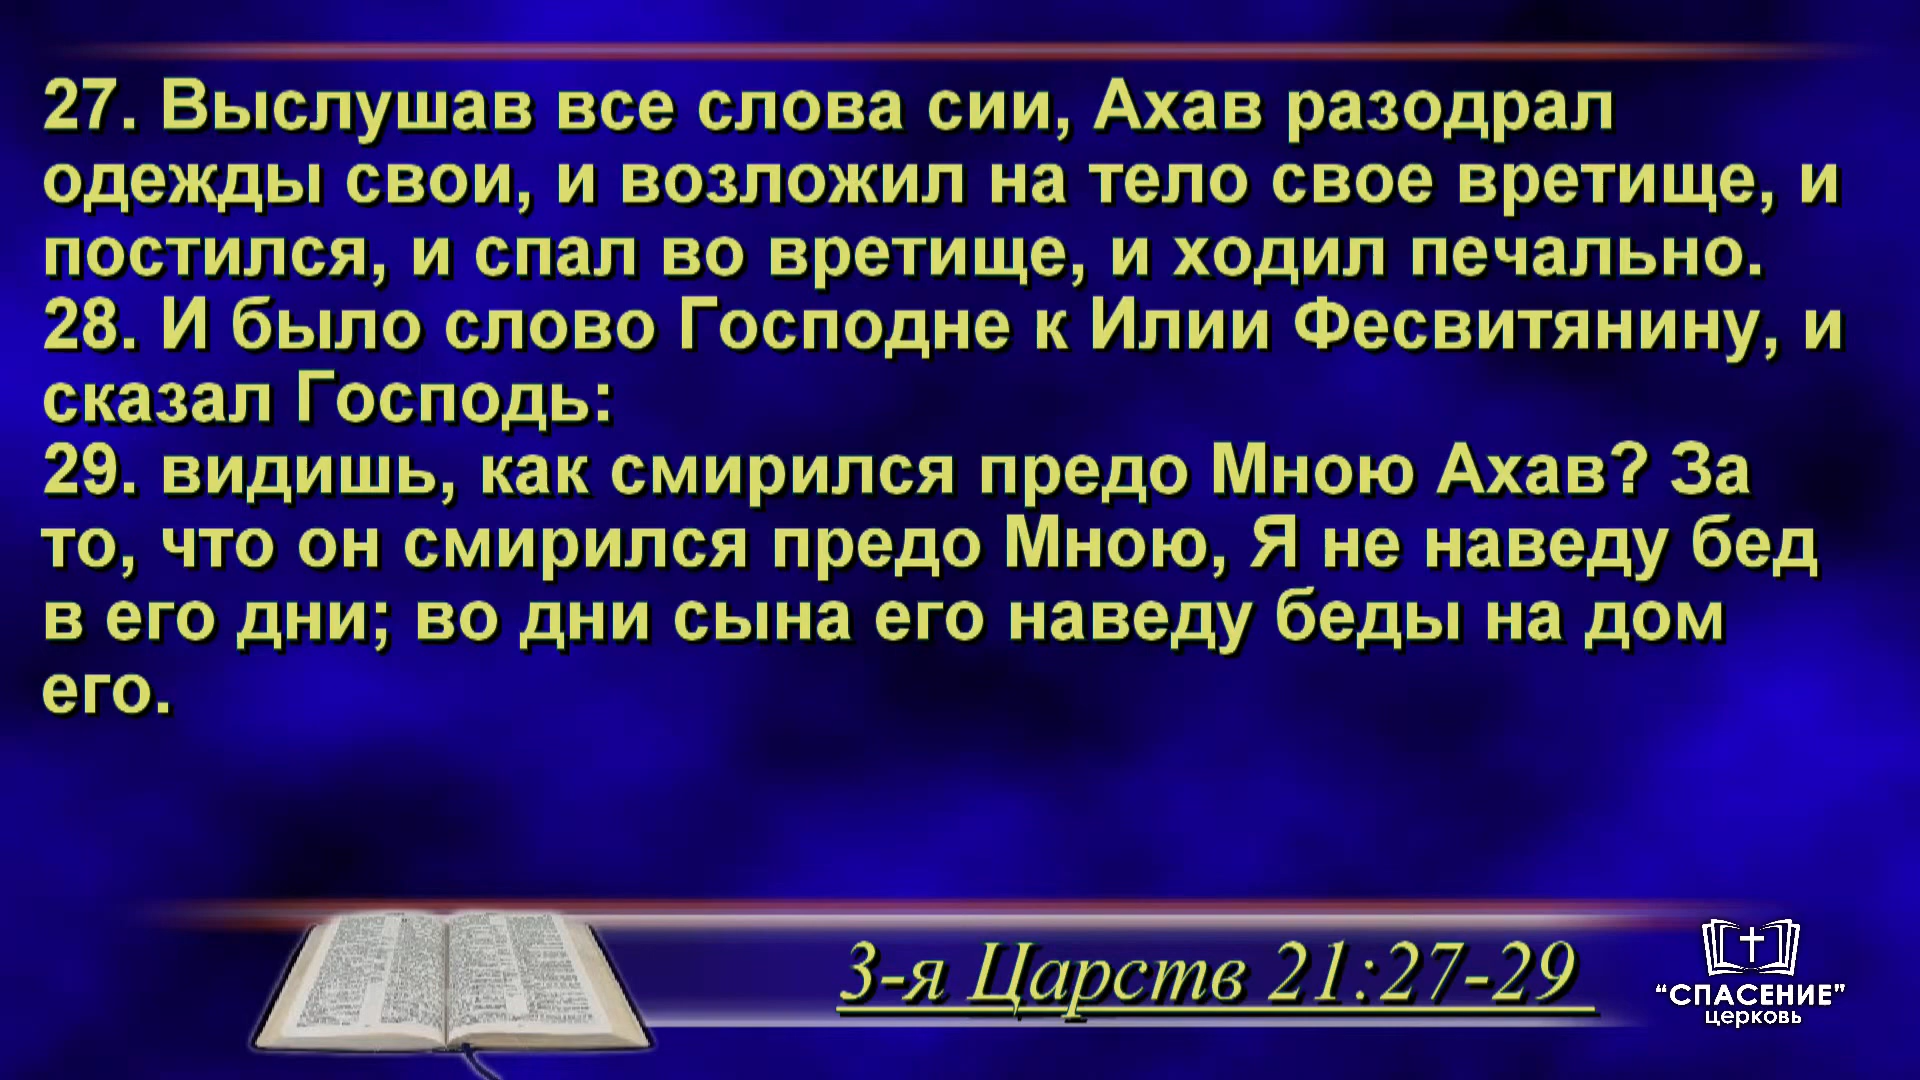 27. Выслушав все слова сии, Ахав разодрал
одежды свои, и возложил на тело свое вретище, и
постился, и спал во вретище, и ходил печально.
28. И было слово Господне к Илии Фесвитянину, и
сказал Господь:
29. видишь, как смирился предо Мною Ахав? За
то, что он смирился предо Мною, Я не наведу бед
в его дни; во дни сына его наведу беды на дом
его.
3-я Царств 21:27-29
“СПАСЕНИЕ”
церковь